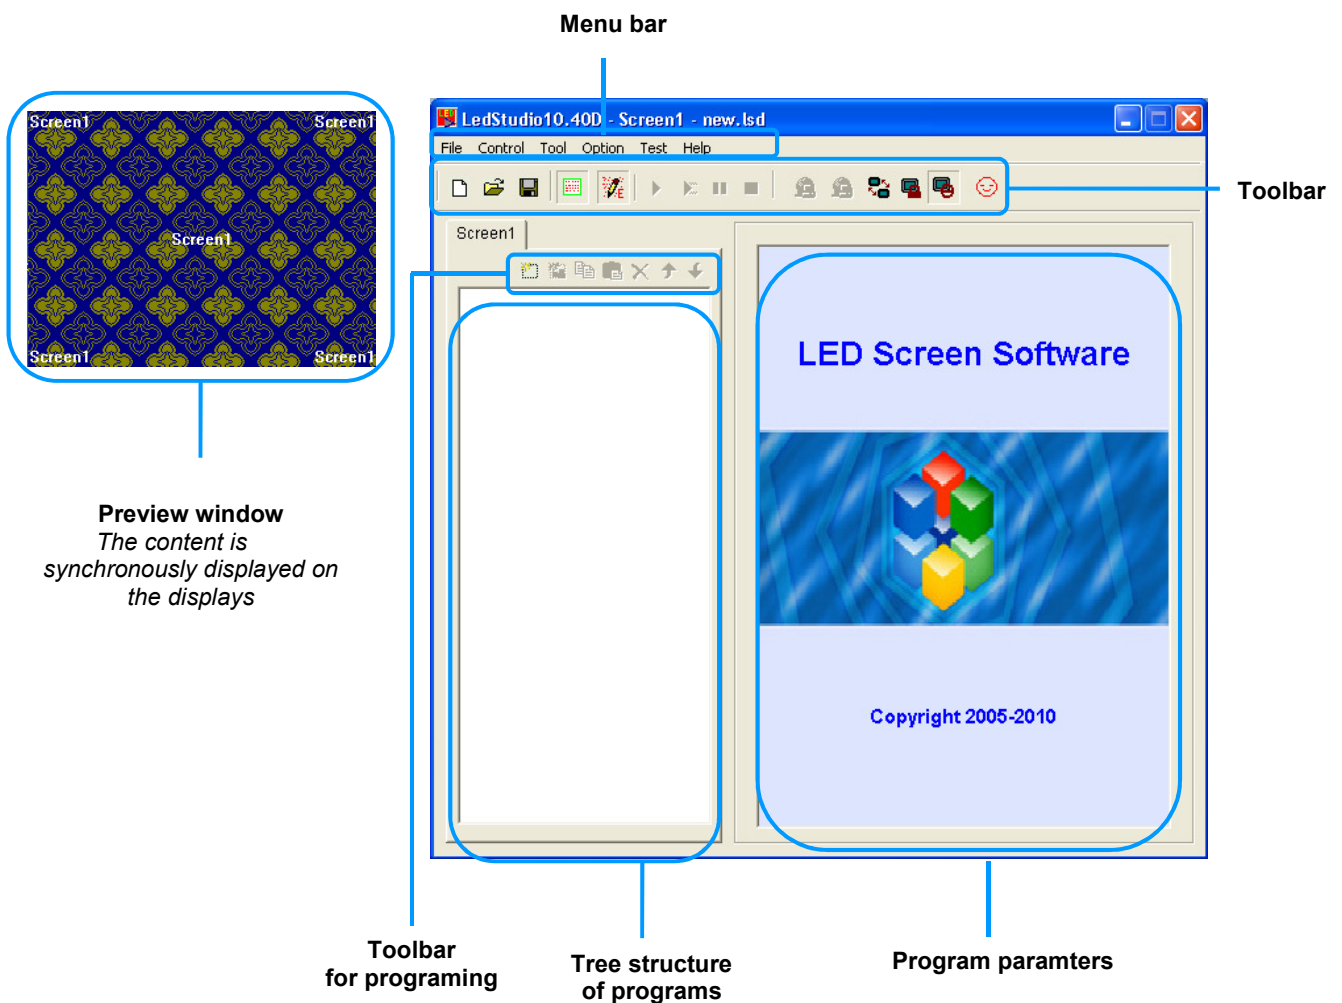 Menu bar
Screen1 Screen1
Screen1
Screen1 Screen1
LedStudio10.40D - Screen1 - new.lsd
File Control Tool Option Test Help
E
Toolbar
Screen1
LED Screen Software
Copyright 2005-2010
Preview window
The content is
synchronously displayed on
the displays
Toolbar
for programing
Tree structure
of programs
Program paramters